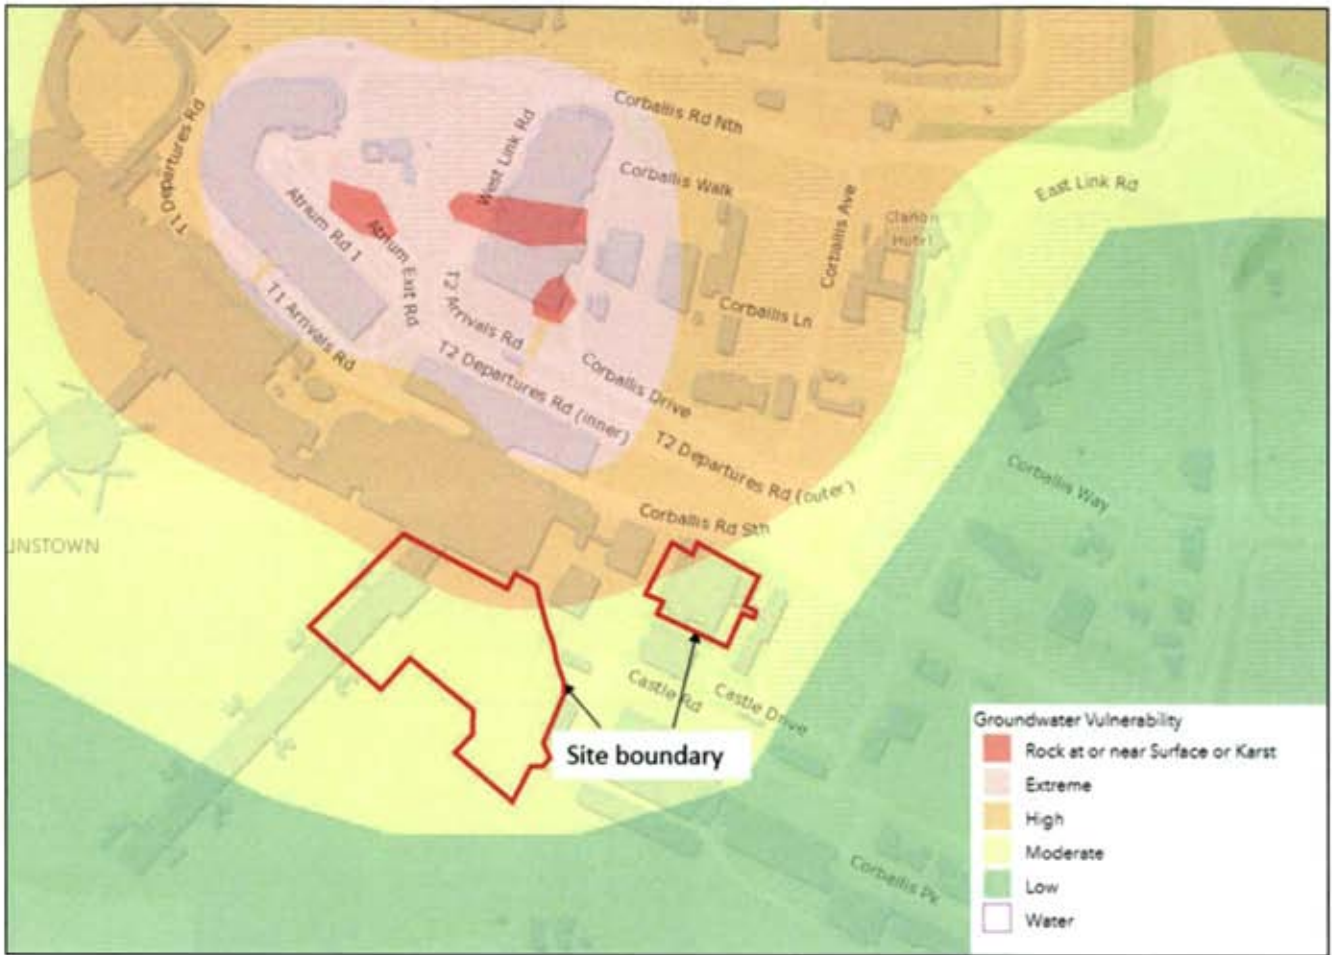 Corballis Rd Nth
T1 Departures Rd
West Link Rd
Corballis Walk
East Link Rd
Corballis Ave
Clarion
Hotel
Atrium Rd 1
Atrium Exit Rd
T2 Arrivals Rd
T1 Arrivals Rd
Corballis Ln
T2 Departures Rd (inner)
Corballis Drive
T2 Departures Rd (outer)
Corballis Way
Corballis Rd Sth
UNSTOWN
Castle Rd
Castle Drive
Site boundary
Corballis Pk
Groundwater Vulnerability
Rock at or near Surface or Karst
Extreme
High
Moderate
Low
Water